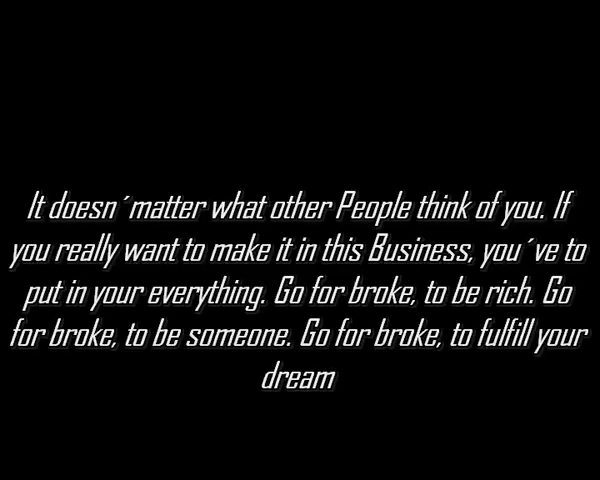 It doesn´matter what other People think of you. If
you really want to make it in this Business, you´ve to
put in your everything. Go for broke, to be rich. Go
for broke, to be someone. Go for broke, to fulfill your
dream